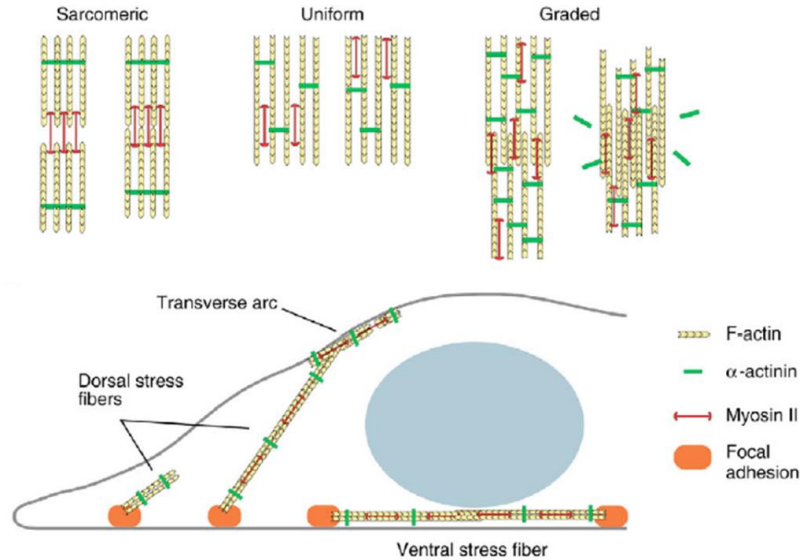 Sarcomeric
Uniform
Graded
Transverse arc
Dorsal stress
fibers
F-actin
α-actinin
Myosin II
Focal
adhesion
Ventral stress fiber